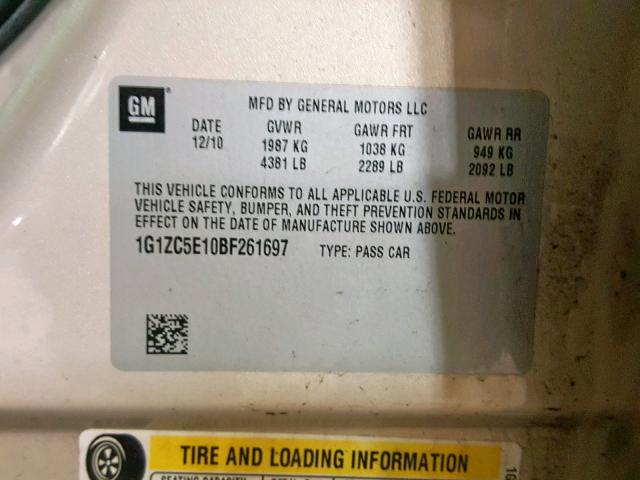 GM
MFD BY GENERAL MOTORS LLC
DATE GVWR GAWR FRT GAWR RR
12/10 1987 KG 1038 KG 949 KG
4381 LB 2289 LB 2092 LB
THIS VEHICLE CONFORMS TO ALL APPLICABLE U.S. FEDERAL MOTOR
VEHICLE SAFETY, BUMPER, AND THEFT PREVENTION STANDARDS IN
EFFECT ON THE DATE OF MANUFACTURE SHOWN ABOVE.
1G1ZC5E10BF261697 TYPE: PASS CAR
TIRE AND LOADING INFORMATION
SEATING CAPACITY